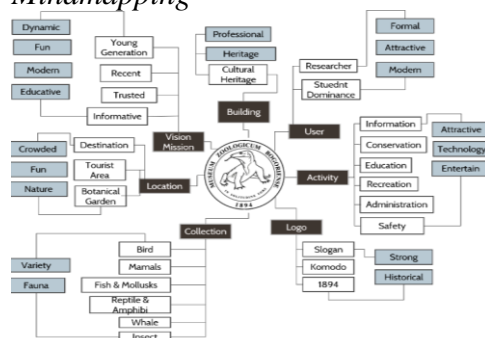 Mindmapping
Dynamic
Fun
Modern
Educative
Young
Generation
Recent
Trusted
Informative
Vision
Mission
Professional
Heritage
Cultural
Heritage
Building
Formal
Attractive
Modern
Researcher
Stuednt
Dominance
User
Crowded
Fun
Nature
Destination
Tourist
Area
Botanical
Garden
Location
MUSEUM ZOOLOGICUM BOGORIENSE
1894
Activity
Information
Conservation
Education
Recreation
Administration
Safety
Attractive
Technology
Entertain
Collection
Bird
Mamals
Fish & Mollusks
Reptile &
Amphibi
Whale
Insect
Variety
Fauna
Logo
Slogan
Komodo
1894
Strong
Historical